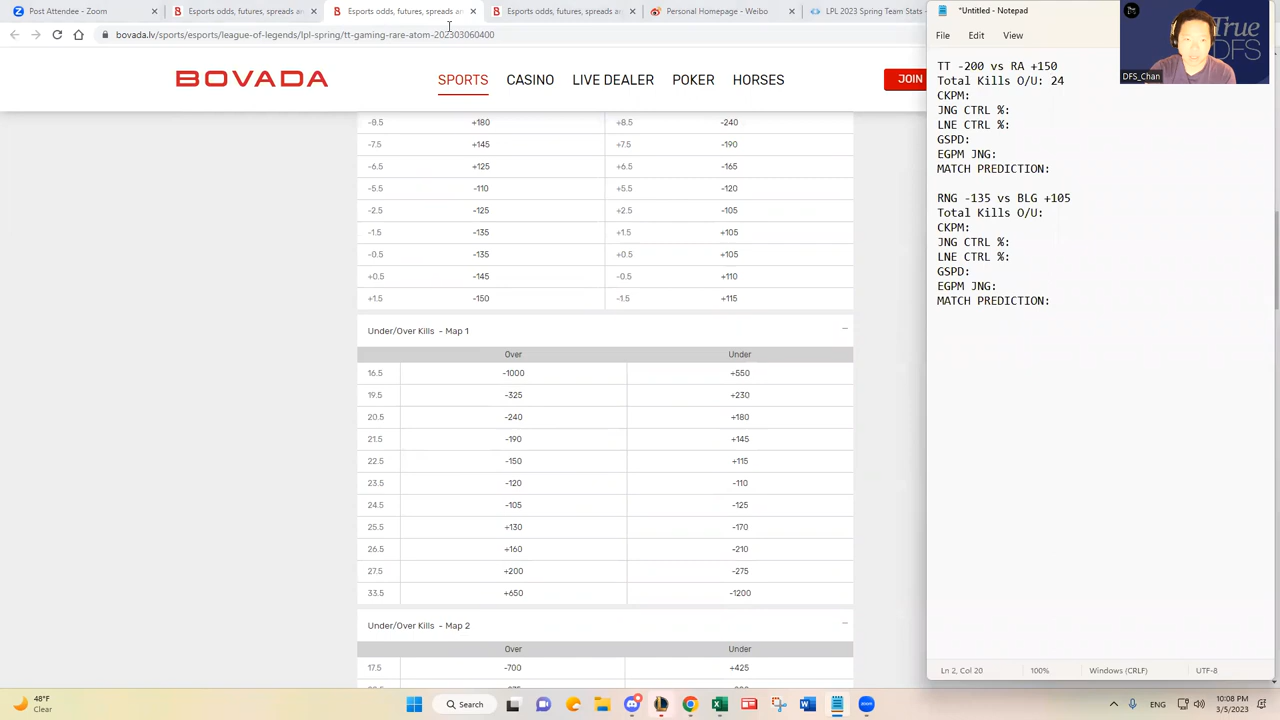 Post Attendee - Zoom
Esports odds, futures, spreads an
Esports odds, futures, spreads an
Esports odds, futures, spreads an
Personal Homepage - Weibo
LPL 2023 Spring Team Stats
bovada.lv/sports/esports/league-of-legends/lpl-spring/tt-gaming-rare-atom-202303060400
BOVADA
SPORTS
CASINO
LIVE DEALER
POKER
HORSES
JOIN
-9.5 +180 +8.5 -240
-7.5 +145 +7.5 -190
-6.5 +125 +6.5 -165
-5.5 -110 +5.5 -120
-2.5 -125 +2.5 -105
-1.5 -135 +1.5 +105
-0.5 -135 +0.5 +105
+0.5 -145 -0.5 +110
+1.5 -150 -1.5 +115
Under/Over Kills - Map 1
Over Under
16.5 -1000 +550
19.5 -325 +230
20.5 -240 +180
21.5 -190 +145
22.5 -150 +115
23.5 -120 -110
24.5 -105 -125
25.5 +130 -170
26.5 +160 -210
27.5 +200 -275
33.5 +650 -1200
Under/Over Kills - Map 2
Over Under
17.5 -700 +425
*Untitled - Notepad
File Edit View
TT -200 vs RA +150
Total Kills O/U: 24
CKPM:
JNG CTRL %:
LNE CTRL %:
GSPD:
EGPM JNG:
MATCH PREDICTION:
RNG -135 vs BLG +105
Total Kills O/U:
CKPM:
JNG CTRL %:
LNE CTRL %:
GSPD:
EGPM JNG:
MATCH PREDICTION:
Ln 2, Col 20 100% Windows (CRLF) UTF-8
True
DFS
DFS_Chan
48°F
Clear
Search
ENG
10:08 PM
3/5/2023